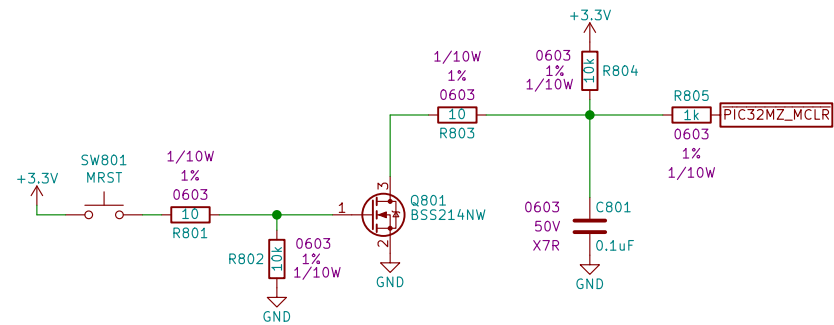 +3.3V
SW801
MRST
1/10W
1%
0603
10
R801
R802
10k
0603
1%
1/10W
GND
1
3
2
Q801
BSS214NW
GND
1/10W
1%
0603
10
R803
+3.3V
0603
1%
1/10W
10k
R804
R805
1k
0603
1%
1/10W
PIC32MZ_MCLR
0603
50V
X7R
C801
0.1uF
GND